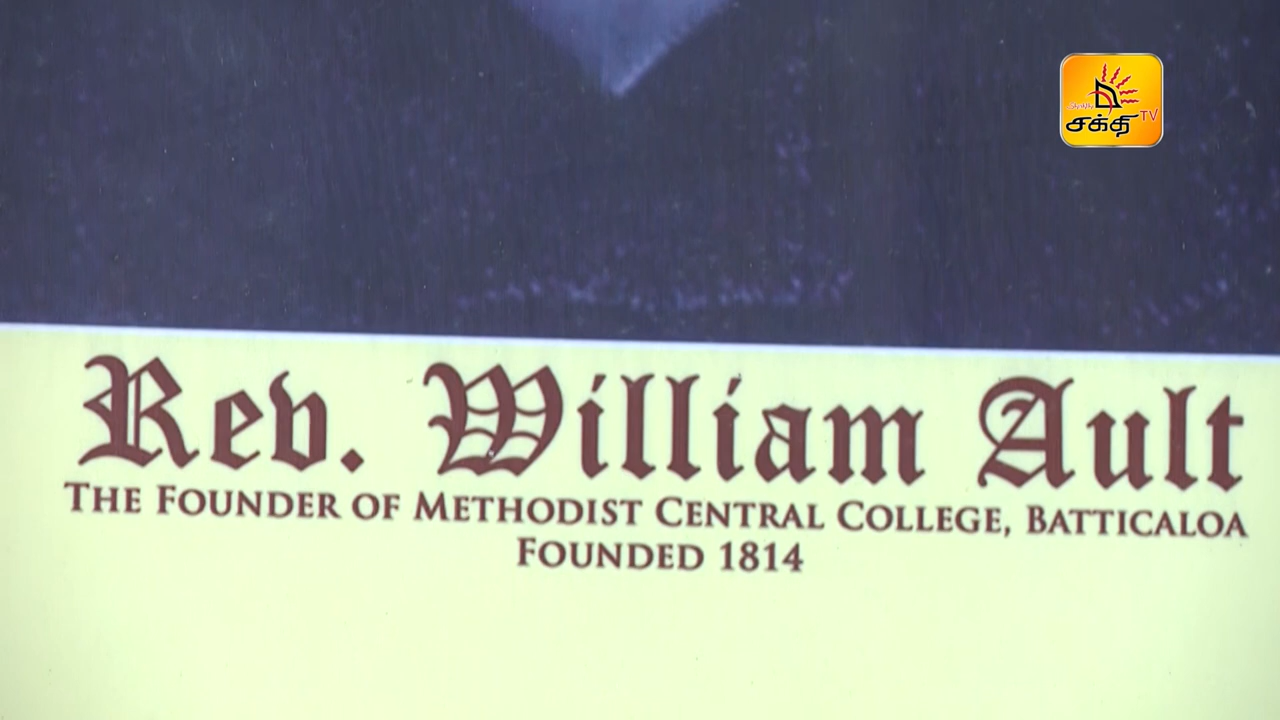 சக்தி TV
Rev. William Ault
THE FOUNDER OF METHODIST CENTRAL COLLEGE, BATTICALOA
FOUNDED 1814